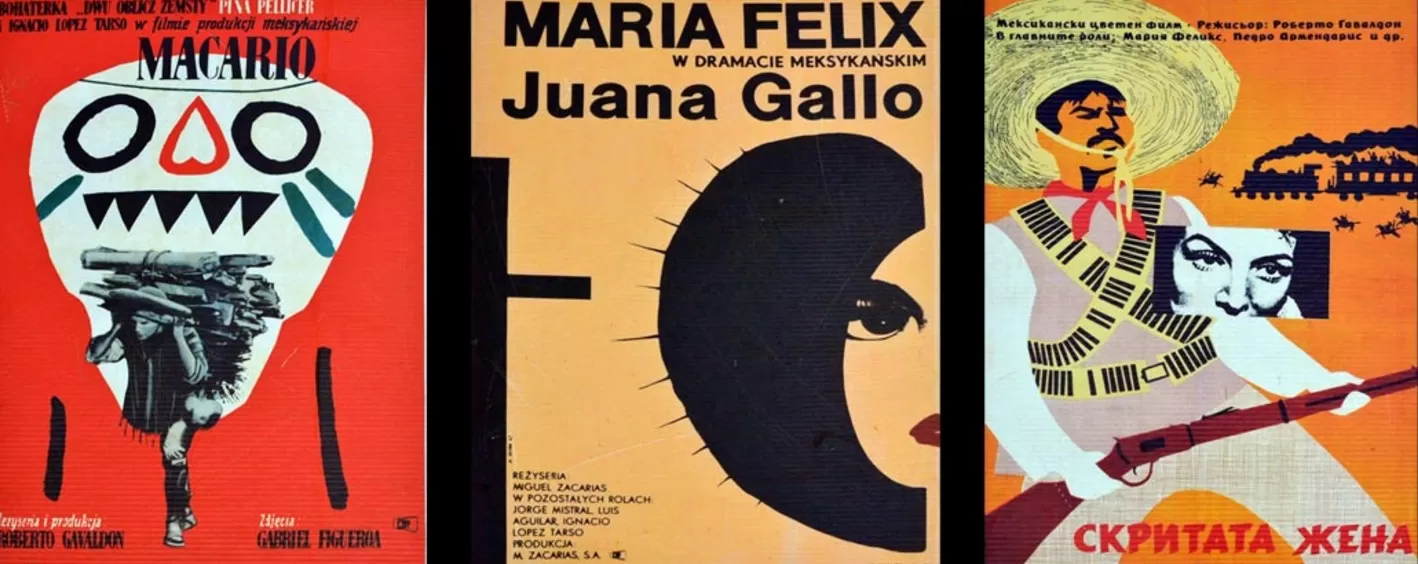 BOHATERKA „DWU OBLICZ ZEMSTY” PINA PELLICER
I IGNACIO LOPEZ TARSO w filmie produkcji meksykańskiej
MACARIO
Reżyseria i produkcja
ROBERTO GAVALDON
Zdjęcia:
GABRIEL FIGUEROA
MARIA FELIX
W DRAMACIE MEKSYKAŃSKIM
Juana Gallo
REŻYSERIA:
MIGUEL ZACARIAS
W POZOSTAŁYCH ROLACH:
JORGE MISTRAL, LUIS
AGUILAR, IGNACIO
LOPEZ TARSO
PRODUKCJA:
M. ZACARIAS, S.A.
Мексикански цветен филм · Режисьор: Роберто Гавалдон
В главните роли: Мария Феликс, Педро Армендарис и др.
СКРИТАТА ЖЕНА